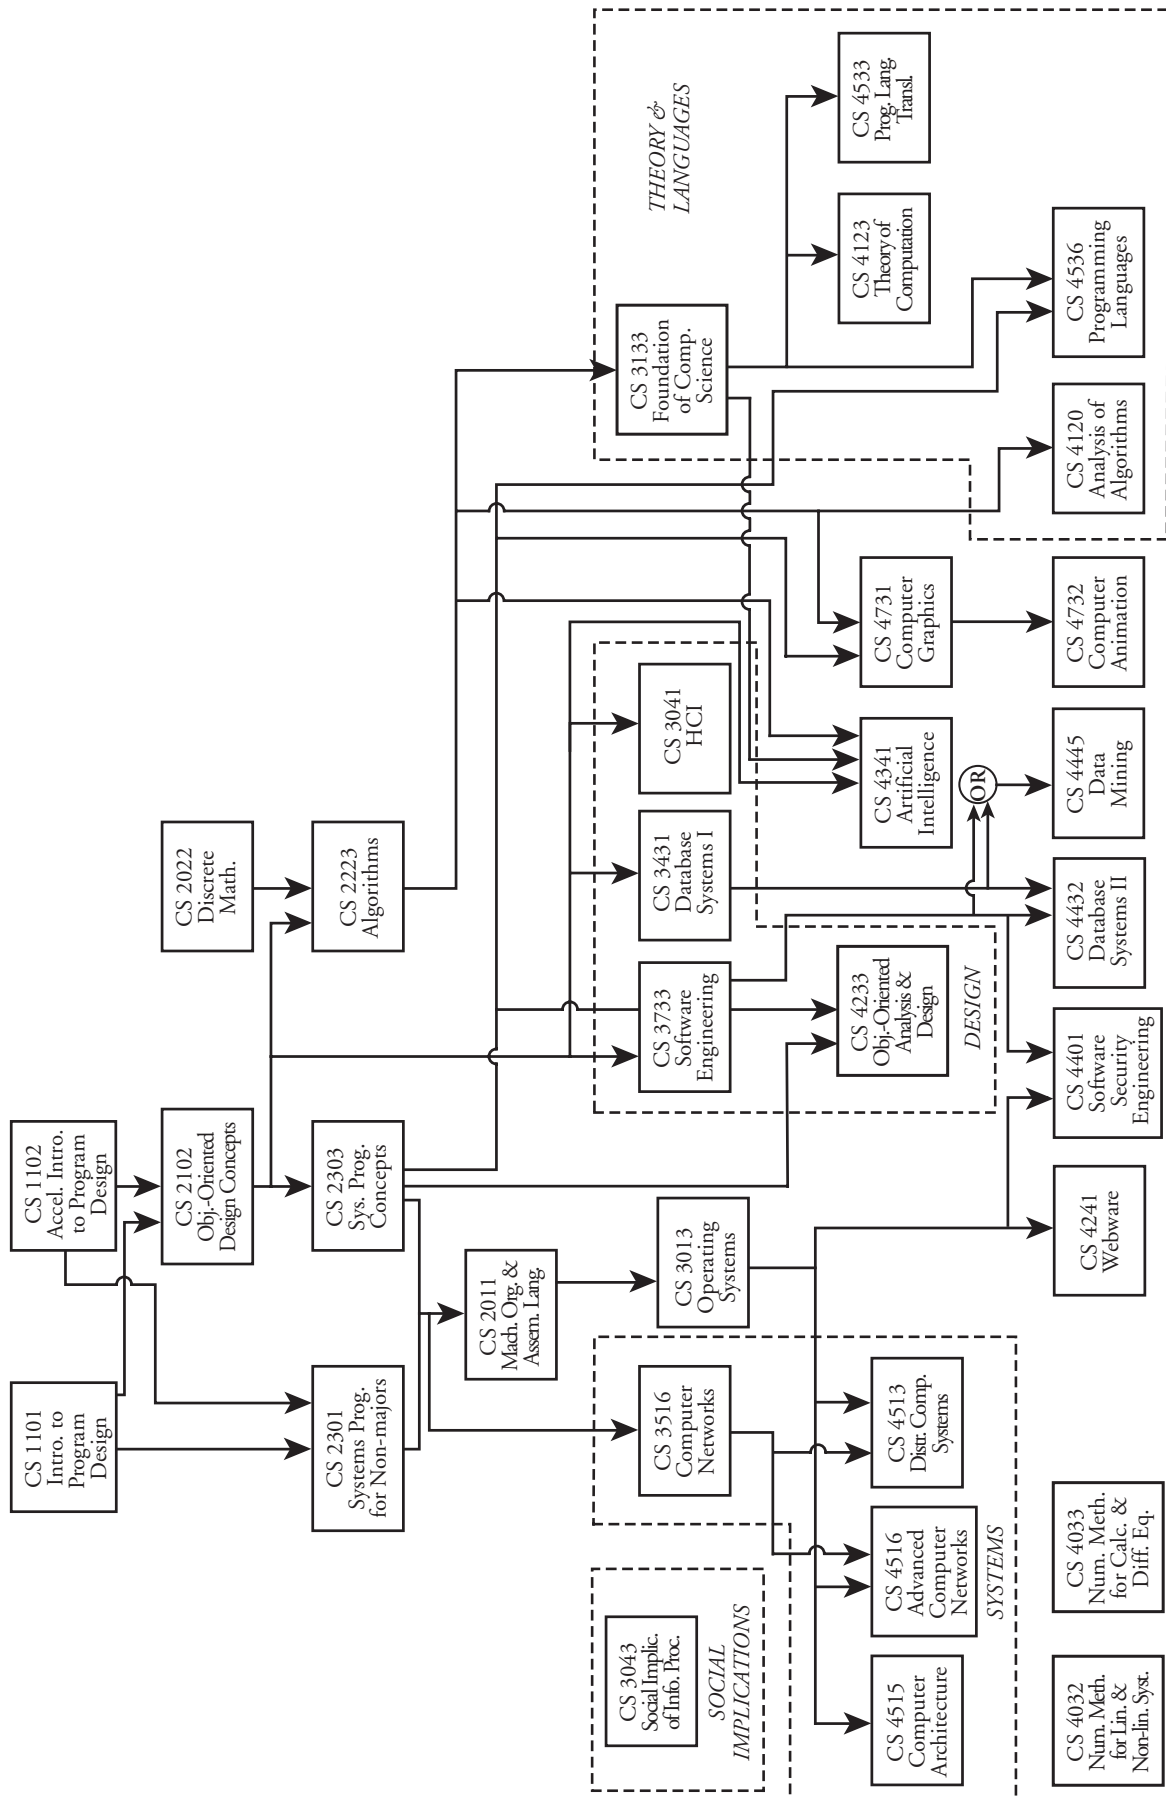 CS 1101
Intro. to
Program
Design
CS 1102
Accel. Intro.
to Program
Design
CS 2102
Obj.-Oriented
Design Concepts
CS 2022
Discrete
Math.
CS 2301
Systems Prog.
for Non-majors
CS 2303
Sys. Prog.
Concepts
CS 2223
Algorithms
CS 2011
Mach. Org. &
Assem. Lang.
CS 3043
Social Implic.
of Info. Proc.
SOCIAL
IMPLICATIONS
CS 3516
Computer
Networks
CS 3013
Operating
Systems
CS 3733
Software
Engineering
CS 3431
Database
Systems I
CS 3041
HCI
CS 3133
Foundation
of Comp.
Science
THEORY &
LANGUAGES
CS 4515
Computer
Architecture
CS 4516
Advanced
Computer
Networks
CS 4513
Distr. Comp.
Systems
SYSTEMS
CS 4233
Obj.-Oriented
Analysis &
Design
DESIGN
CS 4341
Artificial
Intelligence
CS 4731
Computer
Graphics
CS 4123
Theory of
Computation
CS 4533
Prog. Lang.
Transl.
OR
CS 4032
Num. Meth.
for Lin. &
Non-lin. Syst.
CS 4033
Num. Meth.
for Calc. &
Diff. Eq.
CS 4241
Webware
CS 4401
Software
Security
Engineering
CS 4432
Database
Systems II
CS 4445
Data
Mining
CS 4732
Computer
Animation
CS 4120
Analysis of
Algorithms
CS 4536
Programming
Languages